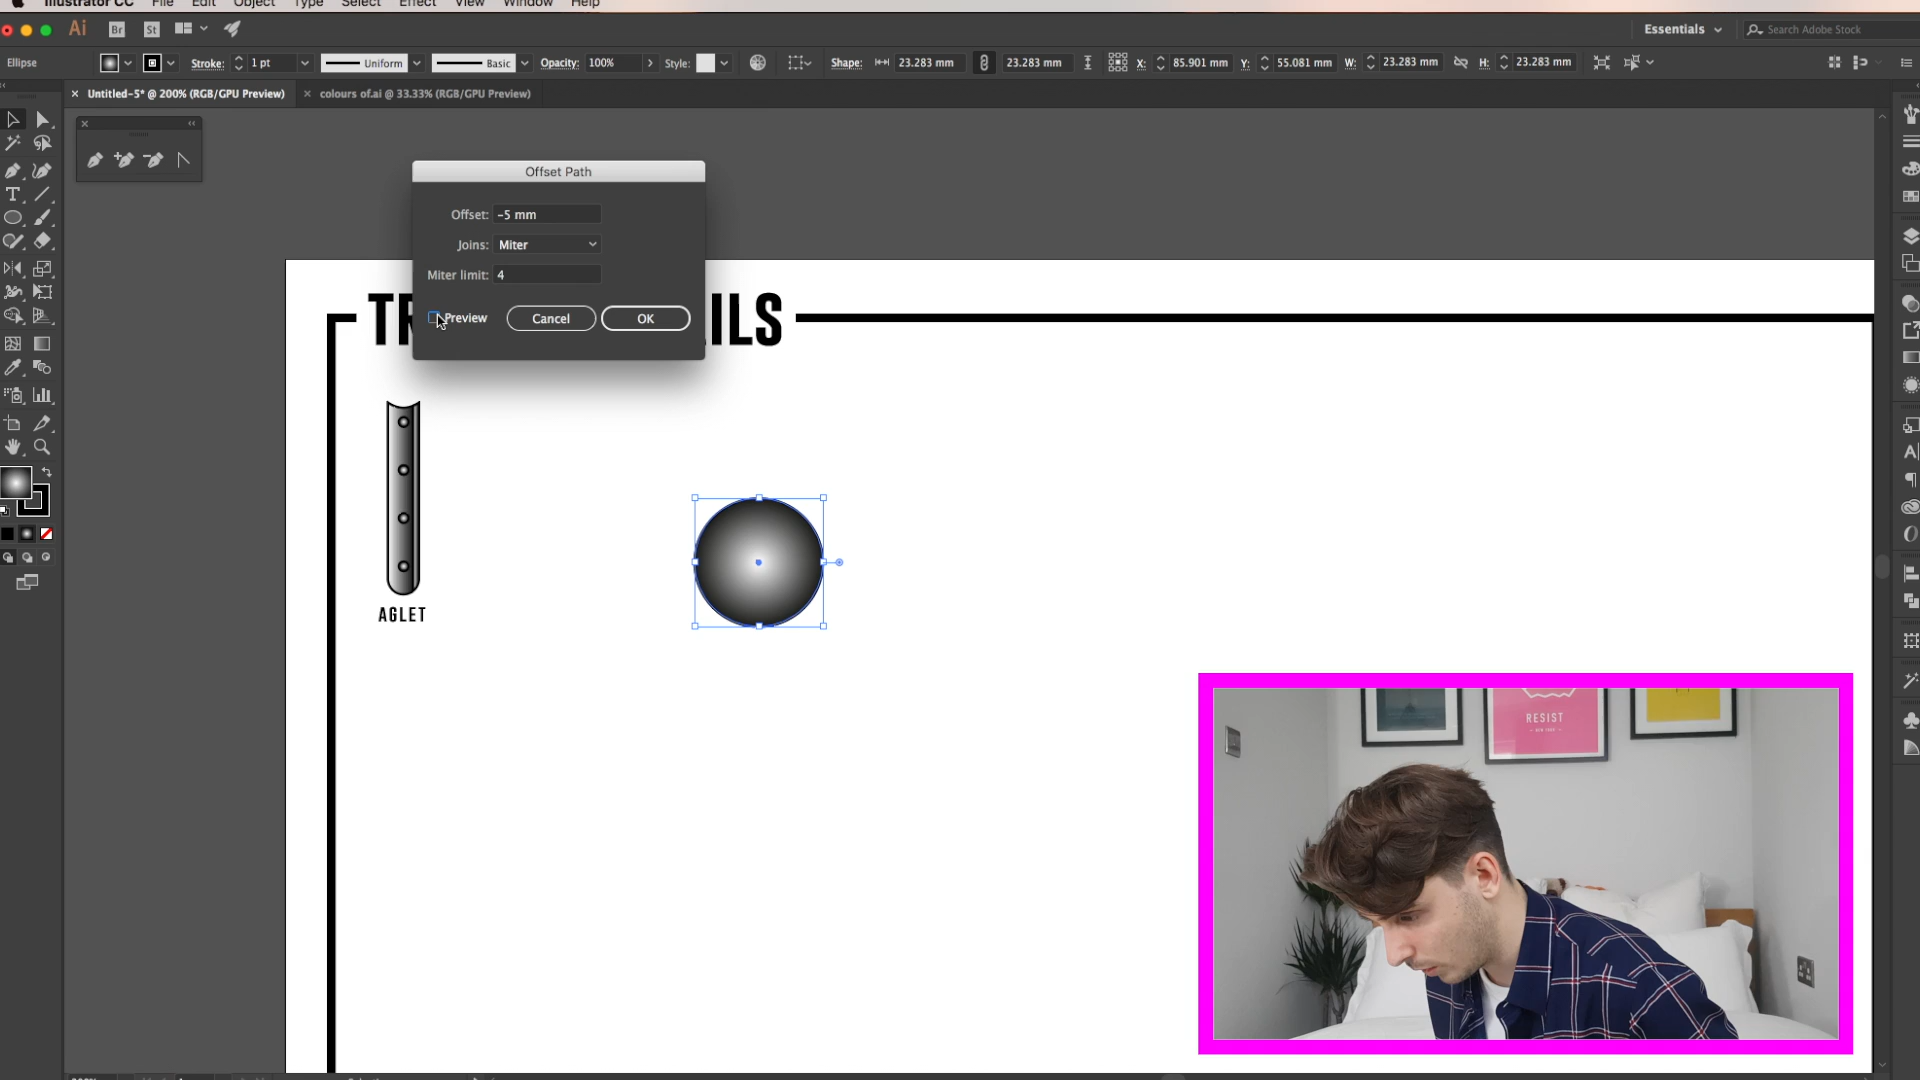 Illustrator CC File Edit Object Type Select Effect View Window Help
Ai Br St Essentials Search Adobe Stock
Ellipse Stroke: 1 pt Uniform Basic Opacity: 100% Style: Shape: 23.283 mm 23.283 mm X: 85.901 mm Y: 55.081 mm W: 23.283 mm H: 23.283 mm
Untitled-5* @ 200% (RGB/GPU Preview) colours of.ai @ 33.33% (RGB/GPU Preview)
Offset Path
Offset: -5 mm
Joins: Miter
Miter limit: 4
Preview Cancel OK
TR ILS
AGLET
RESIST